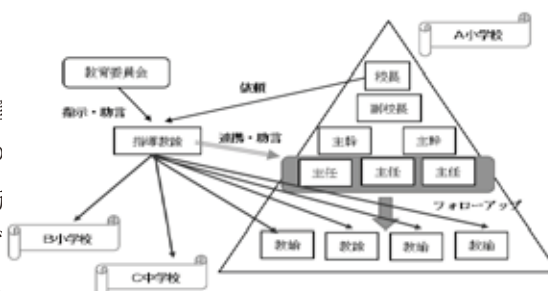 A小学校
教育委員会
校長
依頼
副校長
指示・助言
指導教諭
連携・助言
主幹
主幹
主任
主任
主任
フォローアップ
B小学校
教諭
教諭
教諭
教諭
C中学校